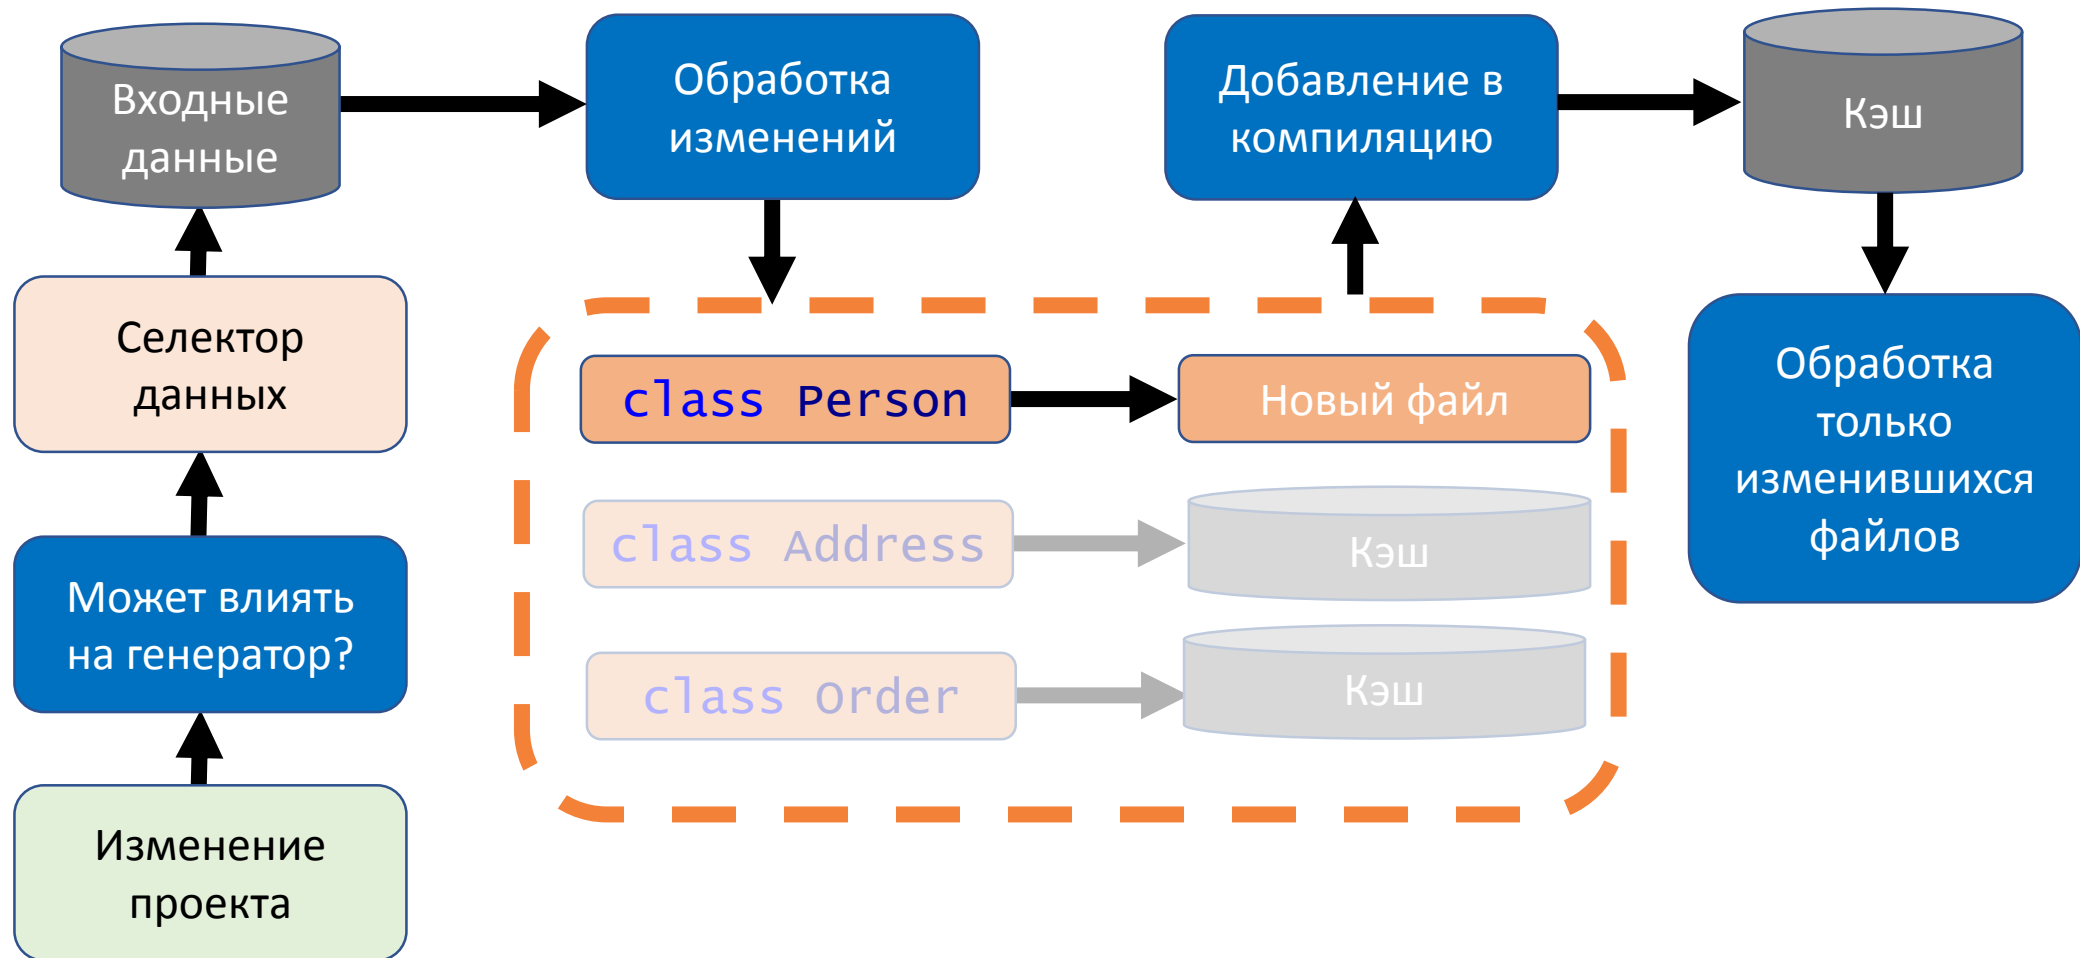 Входные
данные
Обработка
изменений
Добавление в
компиляцию
Кэш
Селектор
данных
Может влиять
на генератор?
Изменение
проекта
class Person
Новый файл
class Address
Кэш
class Order
Кэш
Обработка
только
изменившихся
файлов